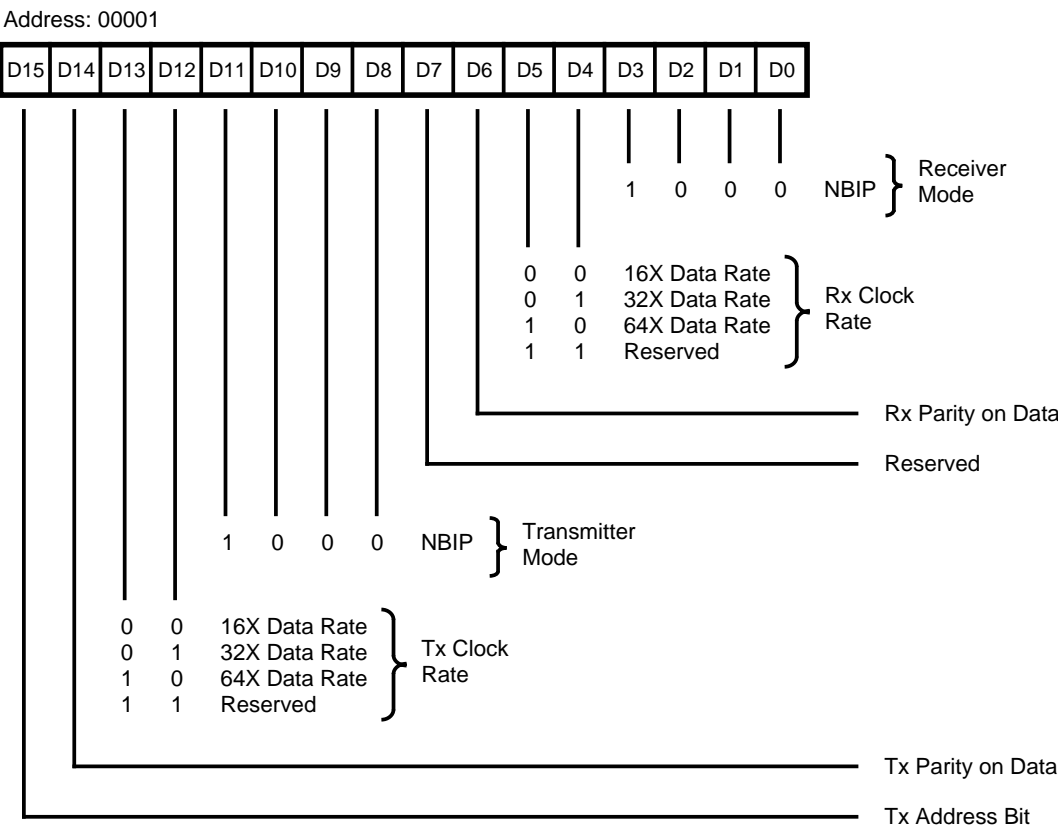 Address: 00001
D15 D14 D13 D12 D11 D10 D9 D8 D7 D6 D5 D4 D3 D2 D1 D0
1 0 0 0 NBIP
Receiver
Mode
0 0 16X Data Rate
0 1 32X Data Rate
1 0 64X Data Rate
1 1 Reserved
Rx Clock
Rate
Rx Parity on Data
Reserved
1 0 0 0 NBIP
Transmitter
Mode
0 0 16X Data Rate
0 1 32X Data Rate
1 0 64X Data Rate
1 1 Reserved
Tx Clock
Rate
Tx Parity on Data
Tx Address Bit